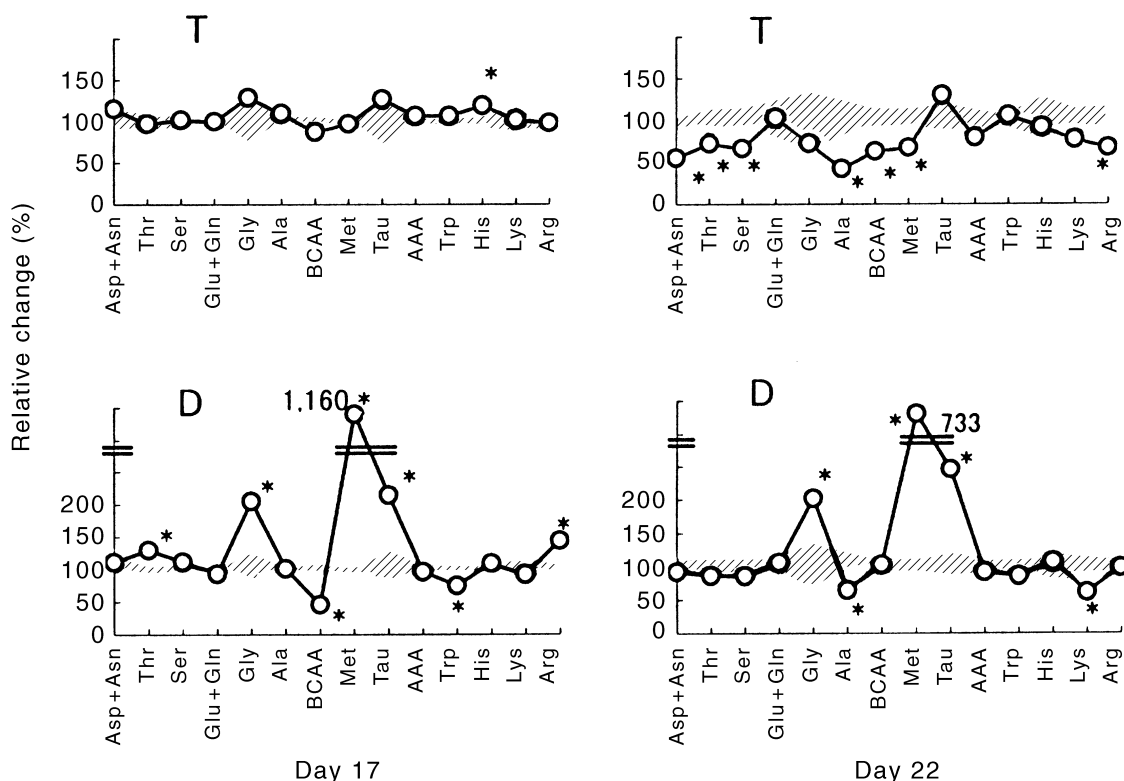 Relative change (%)
T
150
100
50
0
Asp+Asn
Thr
Ser
Glu+Gln
Gly
Ala
BCAA
Met
Tau
AAA
Trp
His
Lys
Arg
*
T
150
100
50
0
Asp+Asn
Thr
Ser
Glu+Gln
Gly
Ala
BCAA
Met
Tau
AAA
Trp
His
Lys
Arg
* * * * * * *
D
1,160 *
200
150
100
50
0
Asp+Asn
Thr
Ser
Glu+Gln
Gly
Ala
BCAA
Met
Tau
AAA
Trp
His
Lys
Arg
* * * * * *
Day 17
D
* 733
200
150
100
50
0
Asp+Asn
Thr
Ser
Glu+Gln
Gly
Ala
BCAA
Met
Tau
AAA
Trp
His
Lys
Arg
* * * *
Day 22